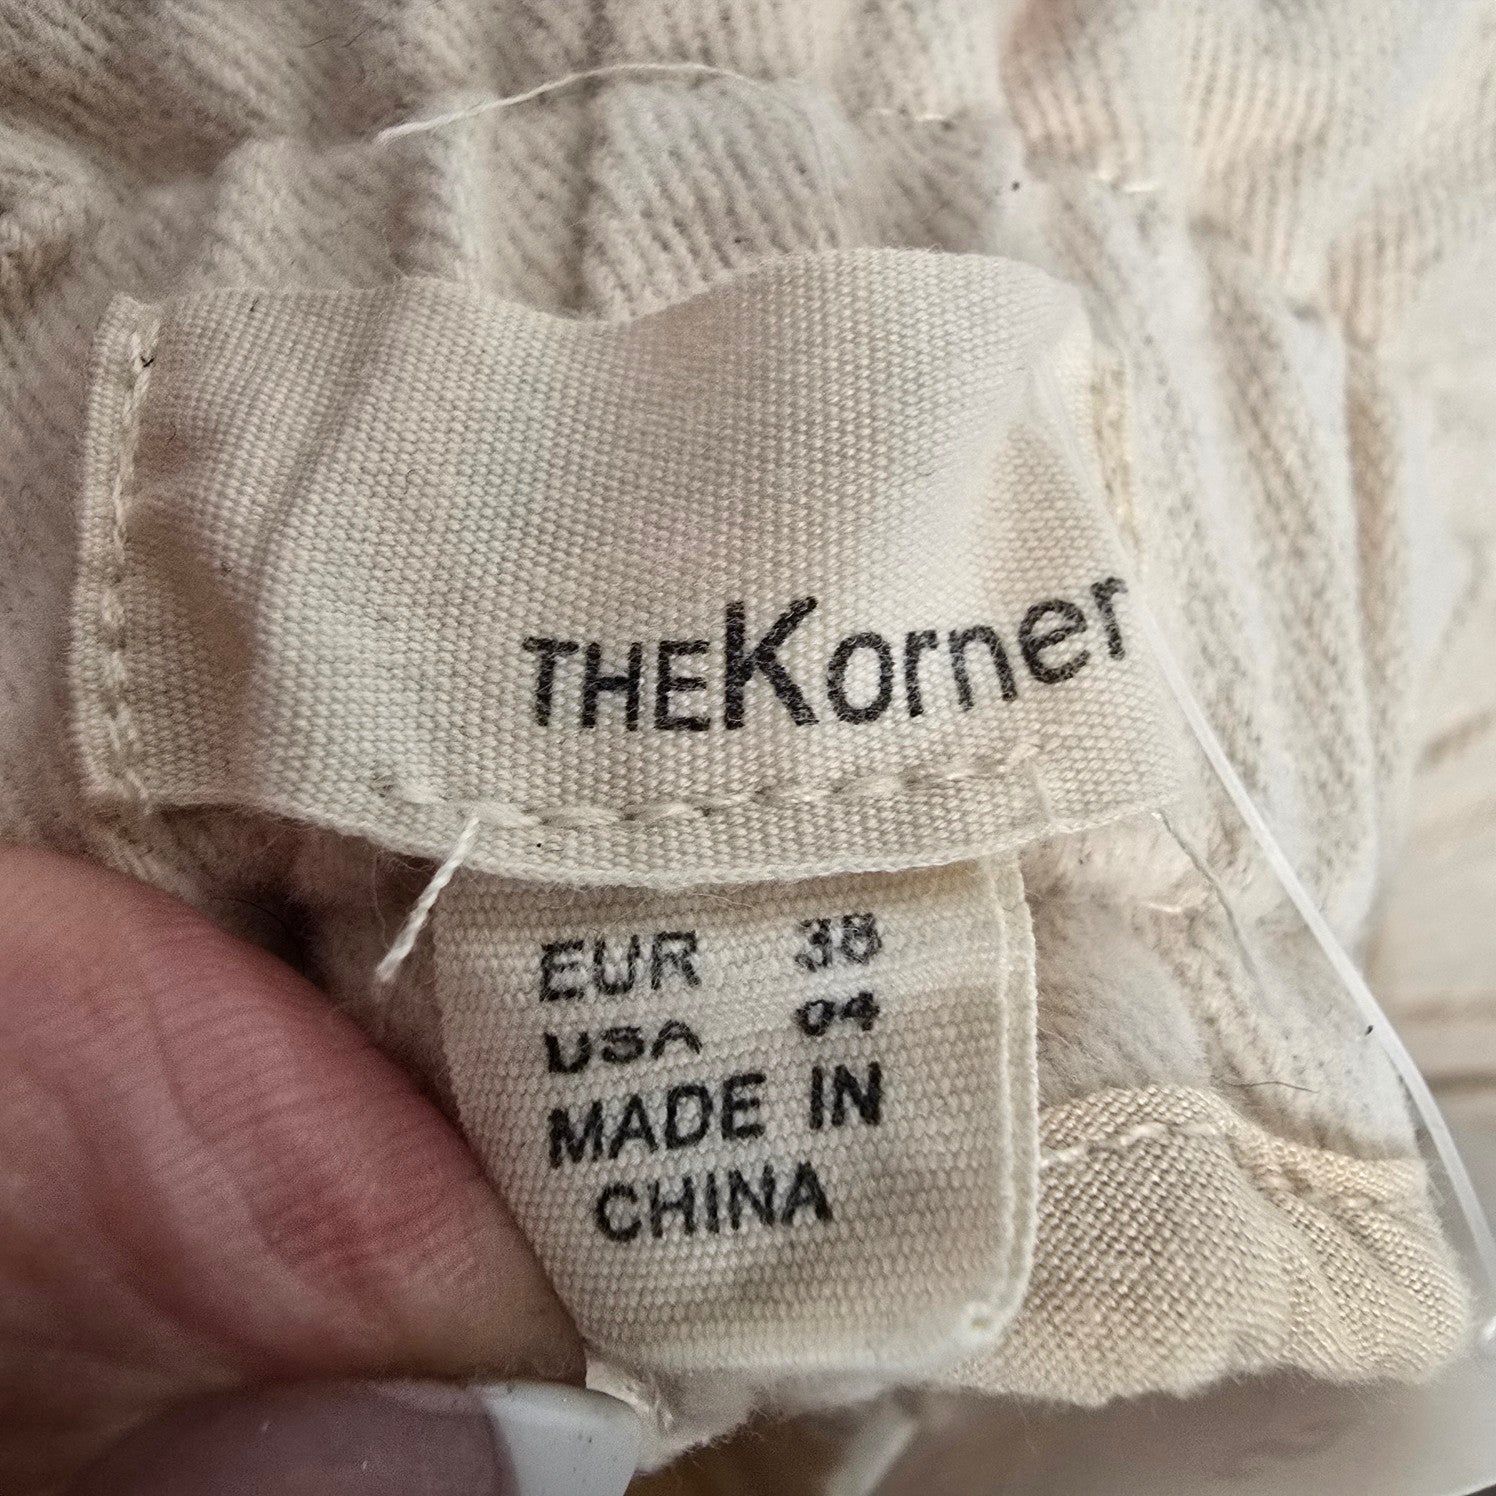 THEKorner
EUR 38
USA 04
MADE IN
CHINA